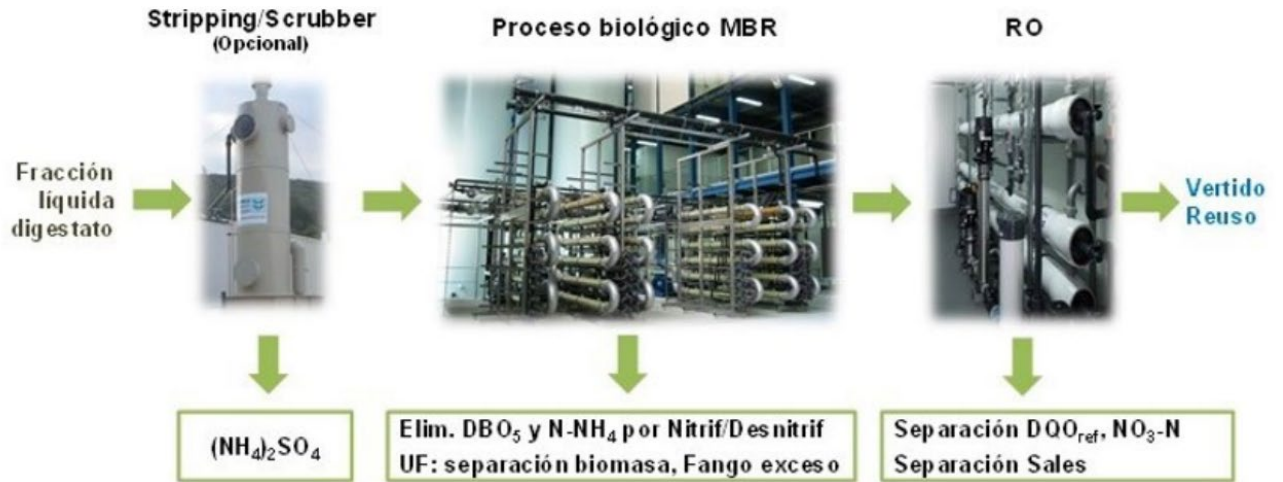 Stripping/Scrubber
(Opcional)
Proceso biológico MBR
RO
Fracción
líquida
digestato
Vertido
Reuso
(NH₄)₂SO₄
Elim. DBO₅ y N-NH₄ por Nitrif/Desnitrif
UF: separación biomasa, Fango exceso
Separación DQOref, NO₃-N
Separación Sales